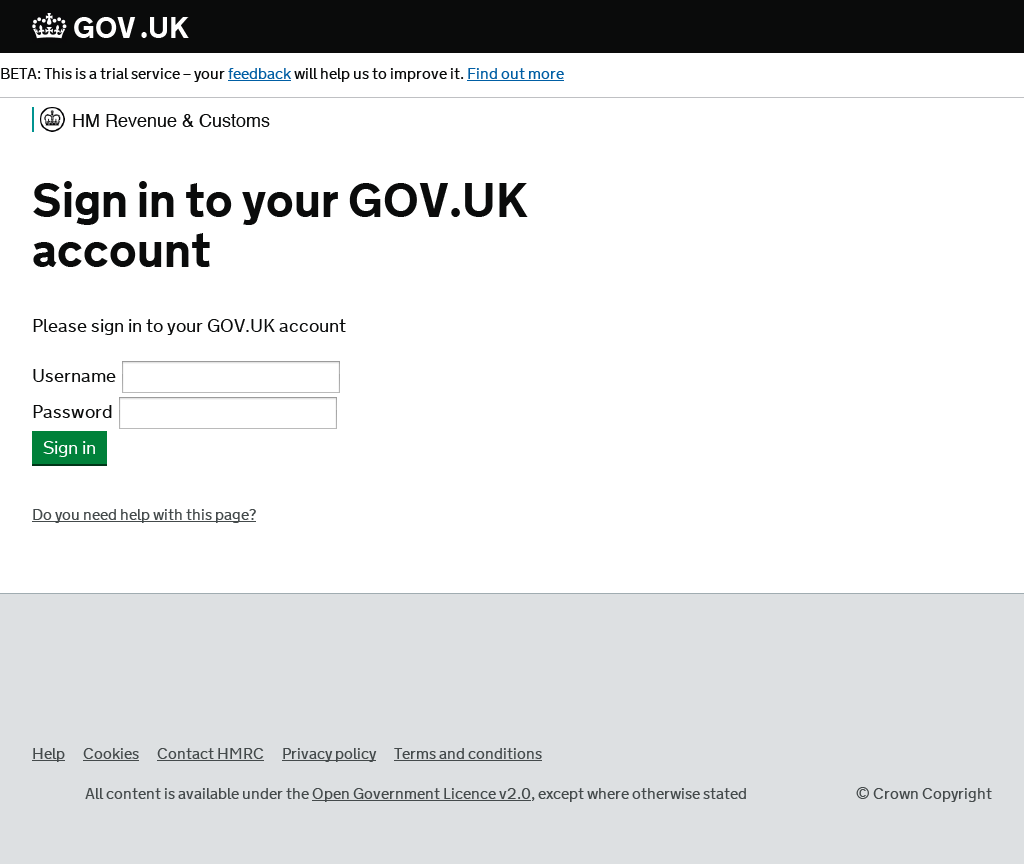 GOV.UK
BETA: This is a trial service – your feedback will help us to improve it. Find out more
HM Revenue & Customs
Sign in to your GOV.UK
account
Please sign in to your GOV.UK account
Username
Password
Sign in
Do you need help with this page?
Help Cookies Contact HMRC Privacy policy Terms and conditions
All content is available under the Open Government Licence v2.0, except where otherwise stated
© Crown Copyright